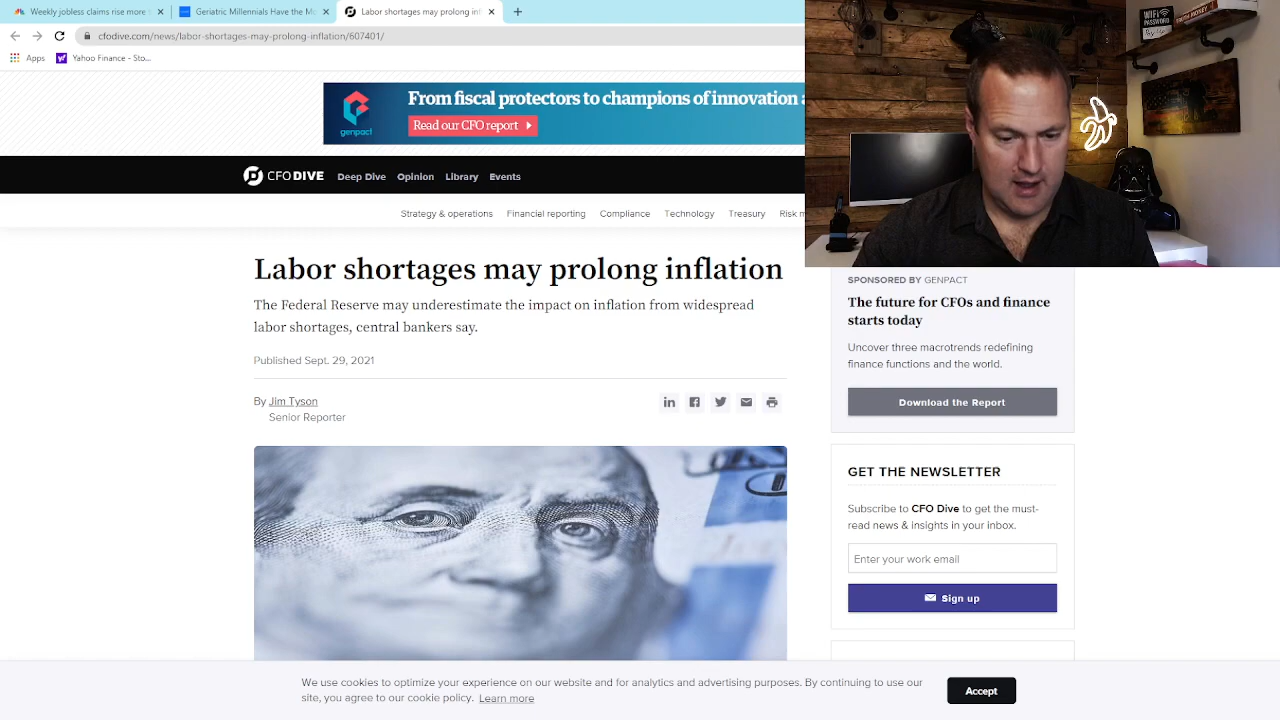 Weekly jobless claims rise more
Geriatric Millennials Have the Mo
Labor shortages may prolong inf
cfodive.com/news/labor-shortages-may-prolong-inflation/607401/
Apps
Yahoo Finance - Sto...
WiFi
PASSWORD
SOUTH MONEY
From fiscal protectors to champions of innovation a
genpact
Read our CFO report
CFO DIVE
Deep Dive
Opinion
Library
Events
Strategy & operations
Financial reporting
Compliance
Technology
Treasury
Risk m
Labor shortages may prolong inflation
The Federal Reserve may underestimate the impact on inflation from widespread
labor shortages, central bankers say.
Published Sept. 29, 2021
By Jim Tyson
Senior Reporter
SPONSORED BY GENPACT
The future for CFOs and finance
starts today
Uncover three macrotrends redefining
finance functions and the world.
Download the Report
GET THE NEWSLETTER
Subscribe to CFO Dive to get the must-
read news & insights in your inbox.
Enter your work email
Sign up
We use cookies to optimize your experience on our website and for analytics and advertising purposes. By continuing to use our
site, you agree to our cookie policy. Learn more
Accept